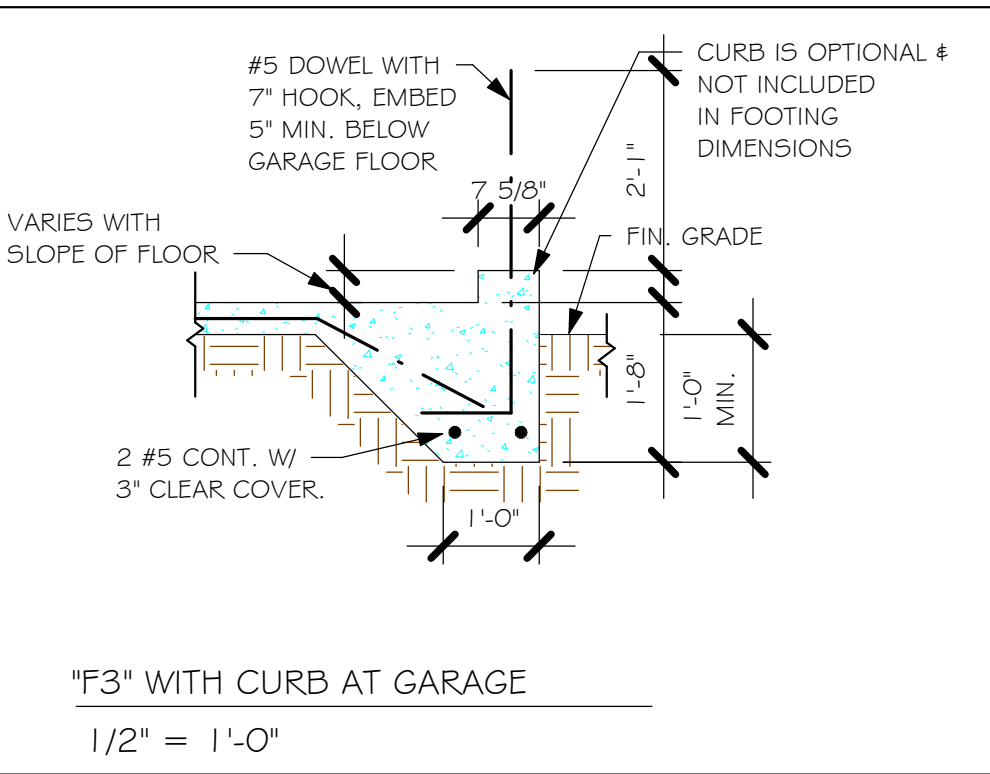 #5 DOWEL WITH
7" HOOK, EMBED
5" MIN. BELOW
GARAGE FLOOR
CURB IS OPTIONAL &
NOT INCLUDED
IN FOOTING
DIMENSIONS
2'-1"
7 5/8"
VARIES WITH
SLOPE OF FLOOR
FIN. GRADE
1'-8"
1'-0"
MIN.
2 #5 CONT. W/
3" CLEAR COVER.
1'-0"
"F3" WITH CURB AT GARAGE
1/2" = 1'-0"